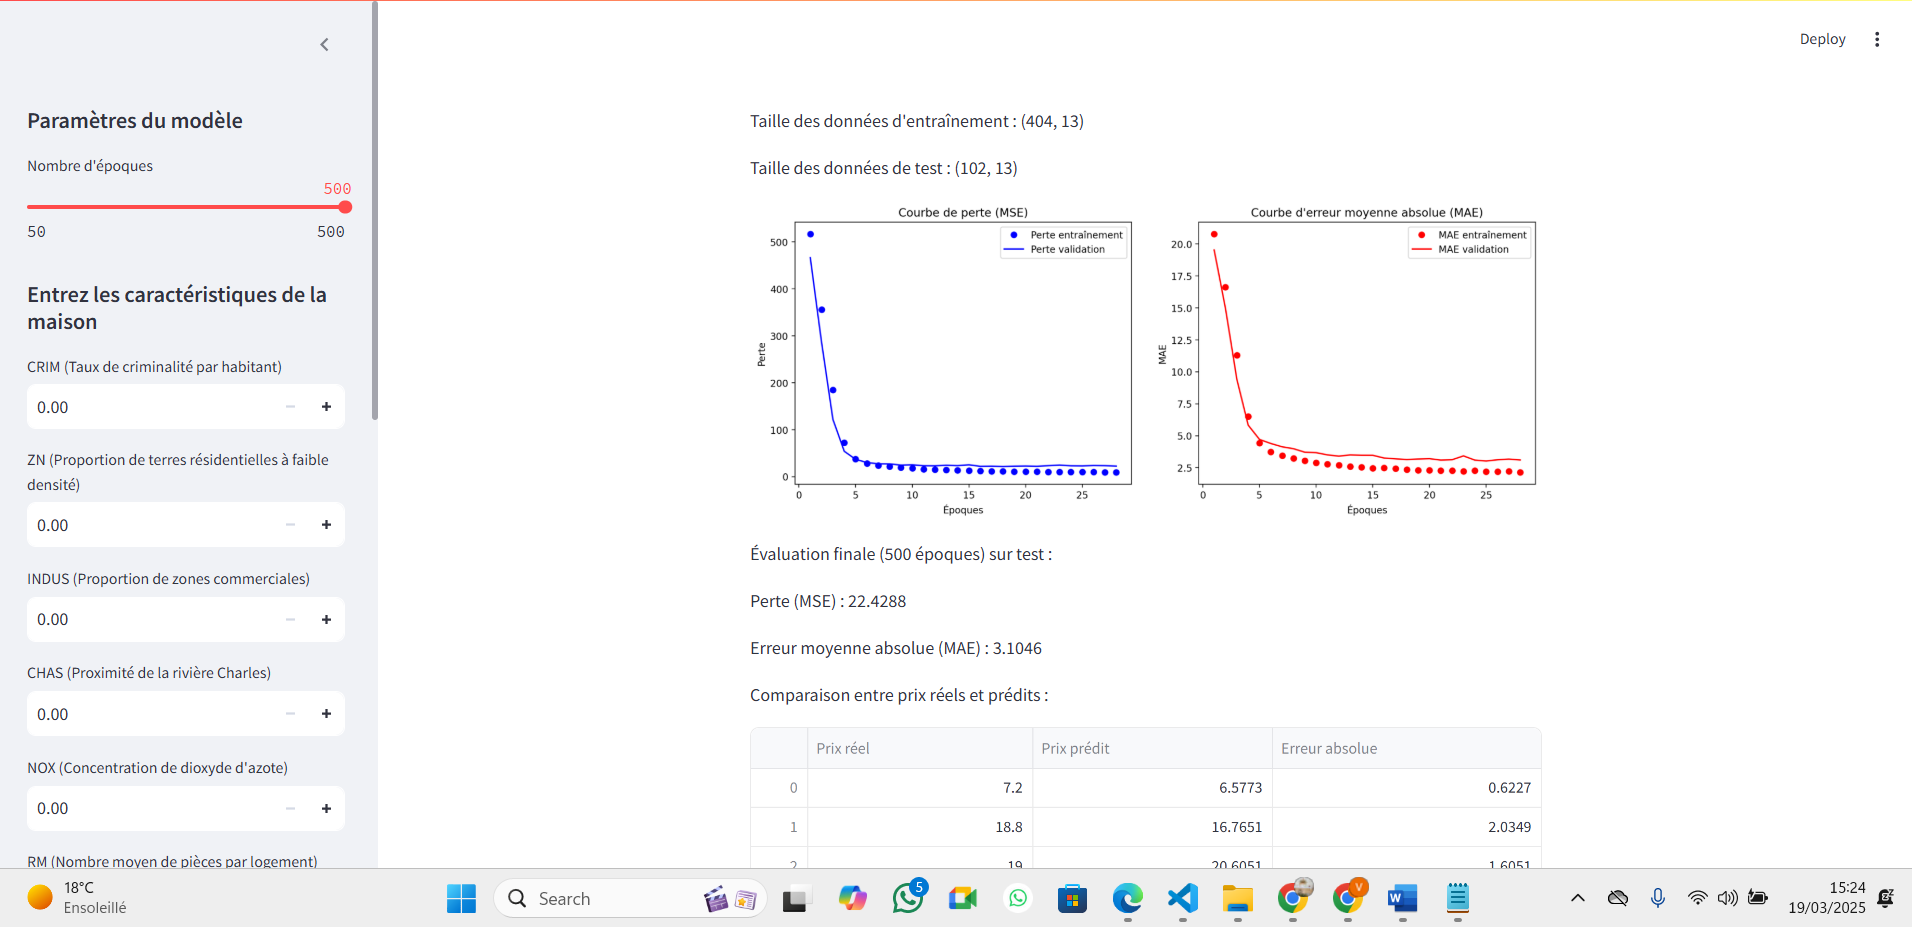 Deploy
Paramètres du modèle
Nombre d'époques
500
50
500
Entrez les caractéristiques de la
maison
CRIM (Taux de criminalité par habitant)
0.00
ZN (Proportion de terres résidentielles à faible
densité)
0.00
INDUS (Proportion de zones commerciales)
0.00
CHAS (Proximité de la rivière Charles)
0.00
NOX (Concentration de dioxyde d'azote)
0.00
RM (Nombre moyen de pièces par logement)
Taille des données d'entraînement : (404, 13)
Taille des données de test : (102, 13)
Courbe de perte (MSE)
Perte entraînement
Perte validation
500
400
300
200
100
0
Perte
0 5 10 15 20 25
Époques
Courbe d'erreur moyenne absolue (MAE)
MAE entraînement
MAE validation
20.0
17.5
15.0
12.5
10.0
7.5
5.0
2.5
MAE
0 5 10 15 20 25
Époques
Évaluation finale (500 époques) sur test :
Perte (MSE) : 22.4288
Erreur moyenne absolue (MAE) : 3.1046
Comparaison entre prix réels et prédits :
Prix réel Prix prédit Erreur absolue
0 7.2 6.5773 0.6227
1 18.8 16.7651 2.0349
2 19 20.6051 1.6051
18°C
Ensoleillé
Search
5
V
15:24
19/03/2025